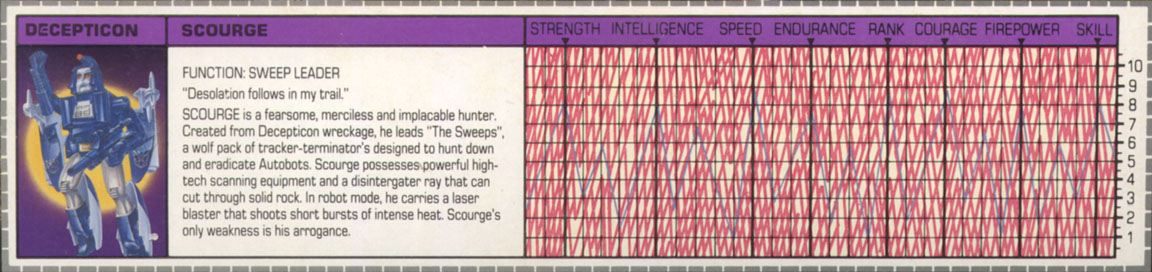 DECEPTICON
SCOURGE
FUNCTION: SWEEP LEADER
"Desolation follows in my trail."
SCOURGE is a fearsome, merciless and implacable hunter.
Created from Decepticon wreckage, he leads "The Sweeps",
a wolf pack of tracker-terminator's designed to hunt down
and eradicate Autobots. Scourge possesses powerful high-
tech scanning equipment and a disintergater ray that can
cut through solid rock. In robot mode, he carries a laser
blaster that shoots short bursts of intense heat. Scourge's
only weakness is his arrogance.
STRENGTH INTELLIGENCE SPEED ENDURANCE RANK COURAGE FIREPOWER SKILL
10
9
8
7
6
5
4
3
2
1